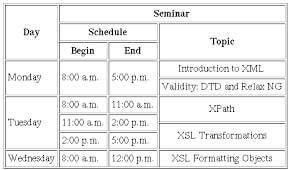 Seminar
Day
Schedule
Topic
Begin
End
Monday
8:00 a.m.
5:00 p.m.
Introduction to XML
Validity: DTD and Relax NG
Tuesday
8:00 a.m.
11:00 a.m.
XPath
11:00 a.m.
2:00 p.m.
XSL Transformations
2:00 p.m.
5:00 p.m.
Wednesday
8:00 a.m.
12:00 p.m.
XSL Formatting Objects